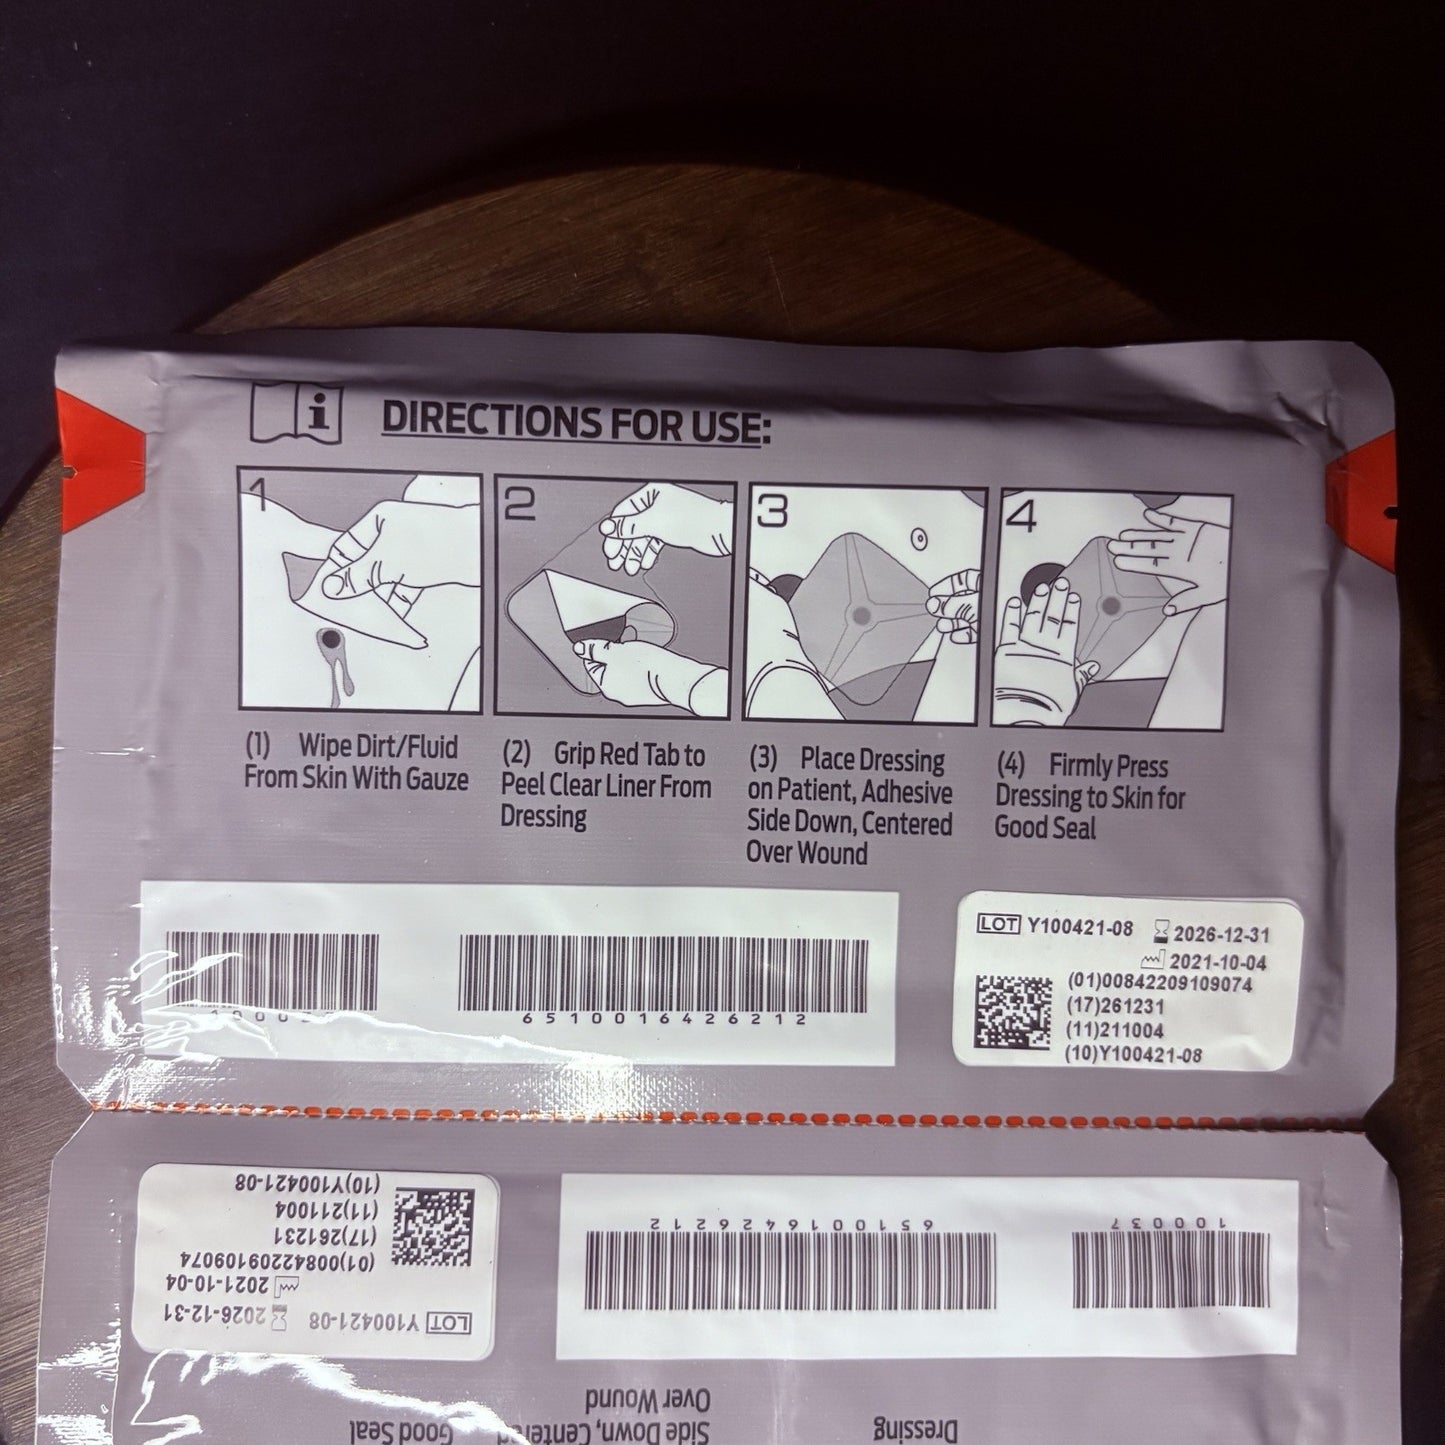 DIRECTIONS FOR USE:
1
2
3
4
(1) Wipe Dirt/Fluid
From Skin With Gauze
(2) Grip Red Tab to
Peel Clear Liner From
Dressing
(3) Place Dressing
on Patient, Adhesive
Side Down, Centered
Over Wound
(4) Firmly Press
Dressing to Skin for
Good Seal
6510016426212
LOT Y100421-08 2026-12-31
2021-10-04
(01)00842209109074
(17)261231
(11)211004
(10)Y100421-08
LOT Y100421-08 2026-12-31
2021-10-04
(01)00842209109074
(17)261231
(11)211004
(10)Y100421-08
100037
6510016426212
Dressing
Side Down, Centered
Over Wound
Good Seal